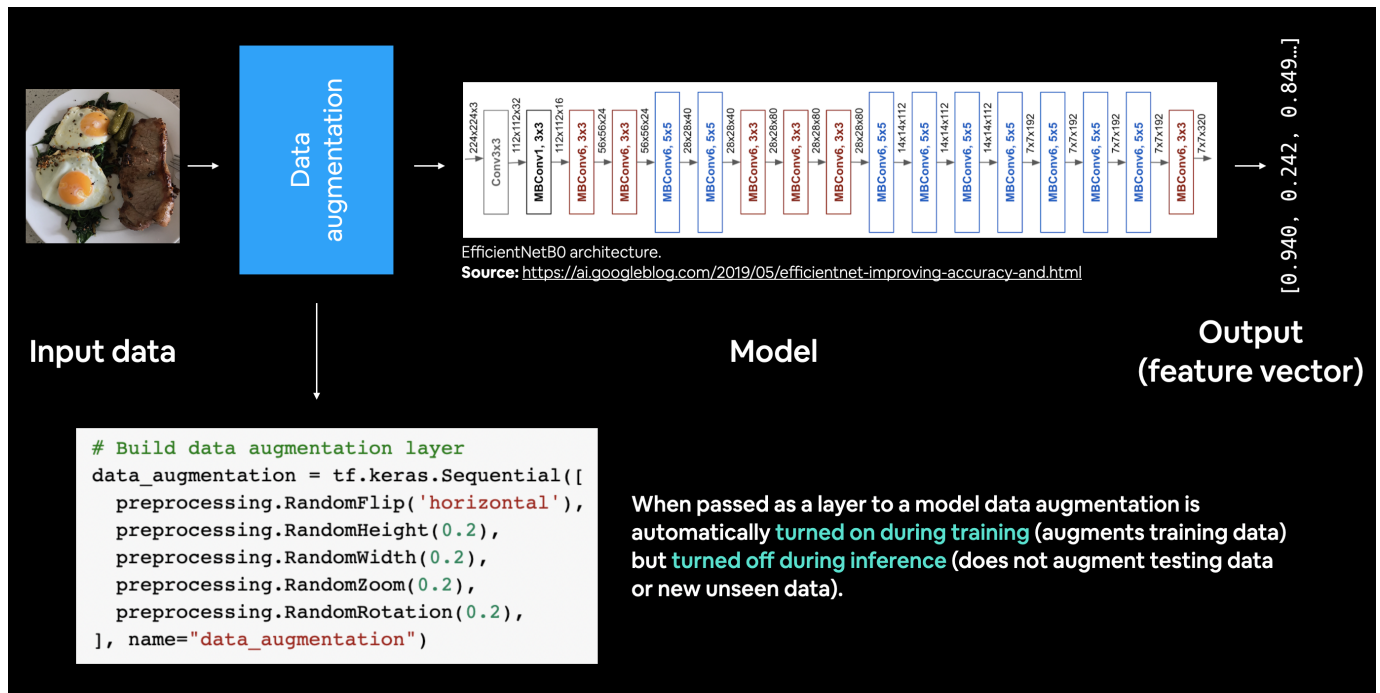 Data
augmentation
224x224x3
Conv3x3
112x112x32
MBConv1, 3x3
112x112x16
MBConv6, 3x3
56x56x24
MBConv6, 3x3
56x56x24
MBConv6, 5x5
28x28x40
MBConv6, 5x5
28x28x40
MBConv6, 3x3
28x28x80
MBConv6, 3x3
28x28x80
MBConv6, 3x3
28x28x80
MBConv6, 5x5
14x14x112
MBConv6, 5x5
14x14x112
MBConv6, 5x5
14x14x112
MBConv6, 5x5
7x7x192
MBConv6, 5x5
7x7x192
MBConv6, 5x5
7x7x192
MBConv6, 5x5
7x7x192
MBConv6, 3x3
7x7x320
[0.940, 0.242, 0.849…]
EfficientNetB0 architecture.
Source: https://ai.googleblog.com/2019/05/efficientnet-improving-accuracy-and.html
Input data
Model
Output
(feature vector)
# Build data augmentation layer
data_augmentation = tf.keras.Sequential([
  preprocessing.RandomFlip('horizontal'),
  preprocessing.RandomHeight(0.2),
  preprocessing.RandomWidth(0.2),
  preprocessing.RandomZoom(0.2),
  preprocessing.RandomRotation(0.2),
], name="data_augmentation")
When passed as a layer to a model data augmentation is
automatically turned on during training (augments training data)
but turned off during inference (does not augment testing data
or new unseen data).